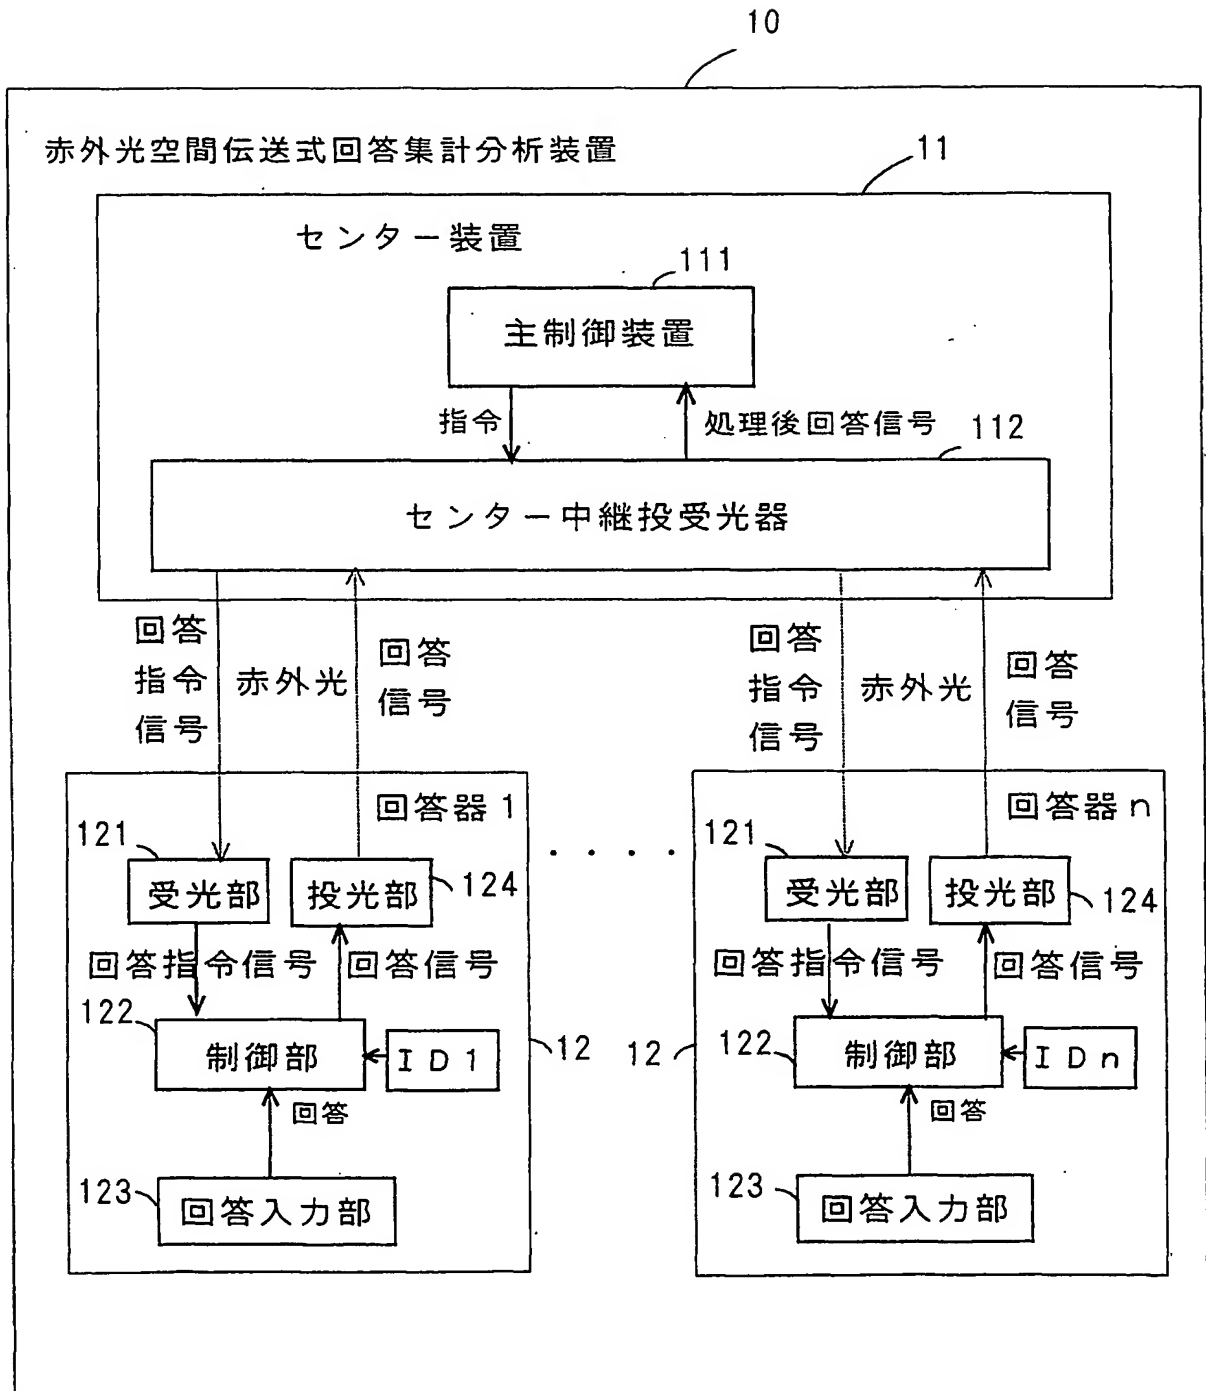 10
赤外光空間伝送式回答集計分析装置
11
センター装置
111
主制御装置
指令
処理後回答信号
112
センター中継投受光器
回答
指令
信号
赤外光
回答
信号
回答
指令
信号
赤外光
回答
信号
回答器1
121
受光部
投光部
124
回答指令信号
回答信号
122
制御部
ID1
12
回答
123
回答入力部
・・・・
回答器n
121
受光部
投光部
124
回答指令信号
回答信号
12
122
制御部
IDn
回答
123
回答入力部